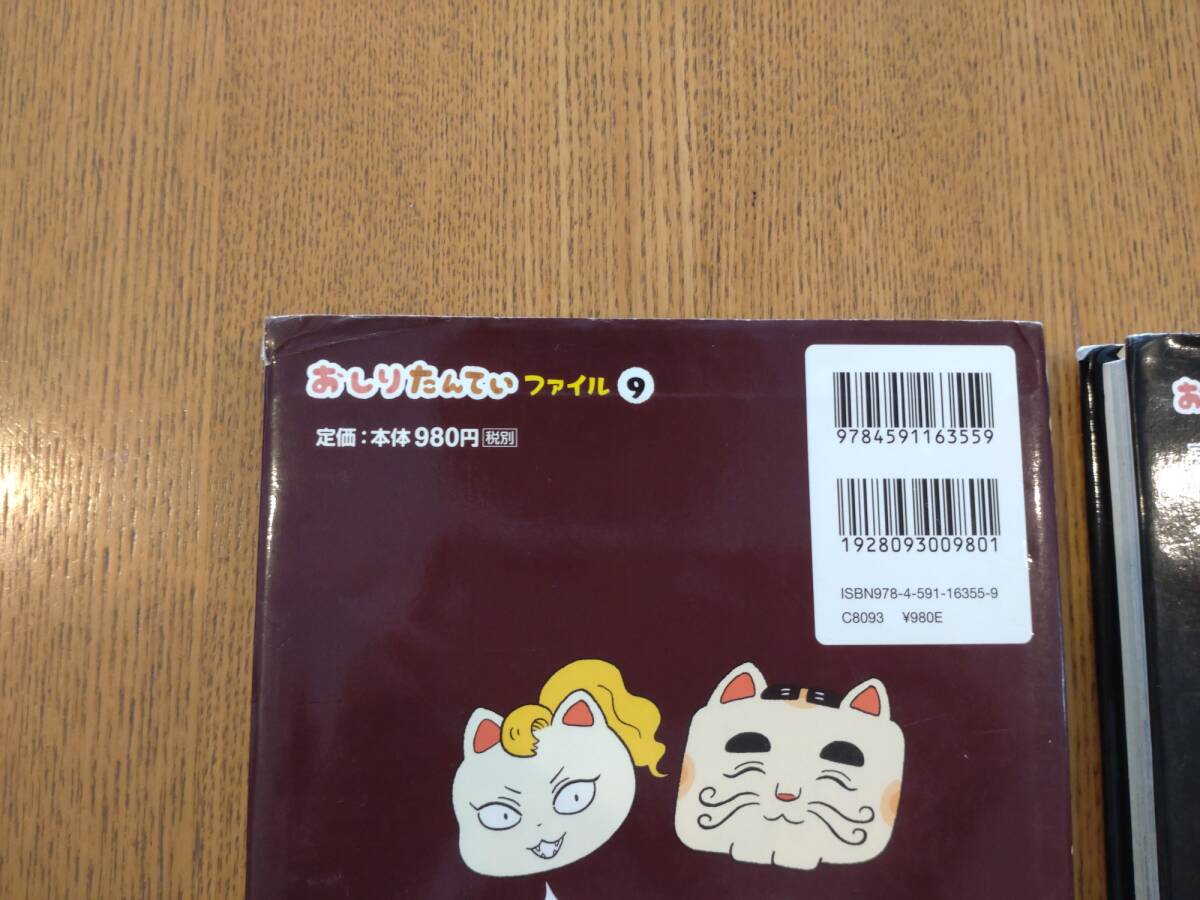 おしりたんてい ファイル 9
定価:本体980円 税別
9784591163559
1928093009801
ISBN978-4-591-16355-9
C8093 ¥980E
お